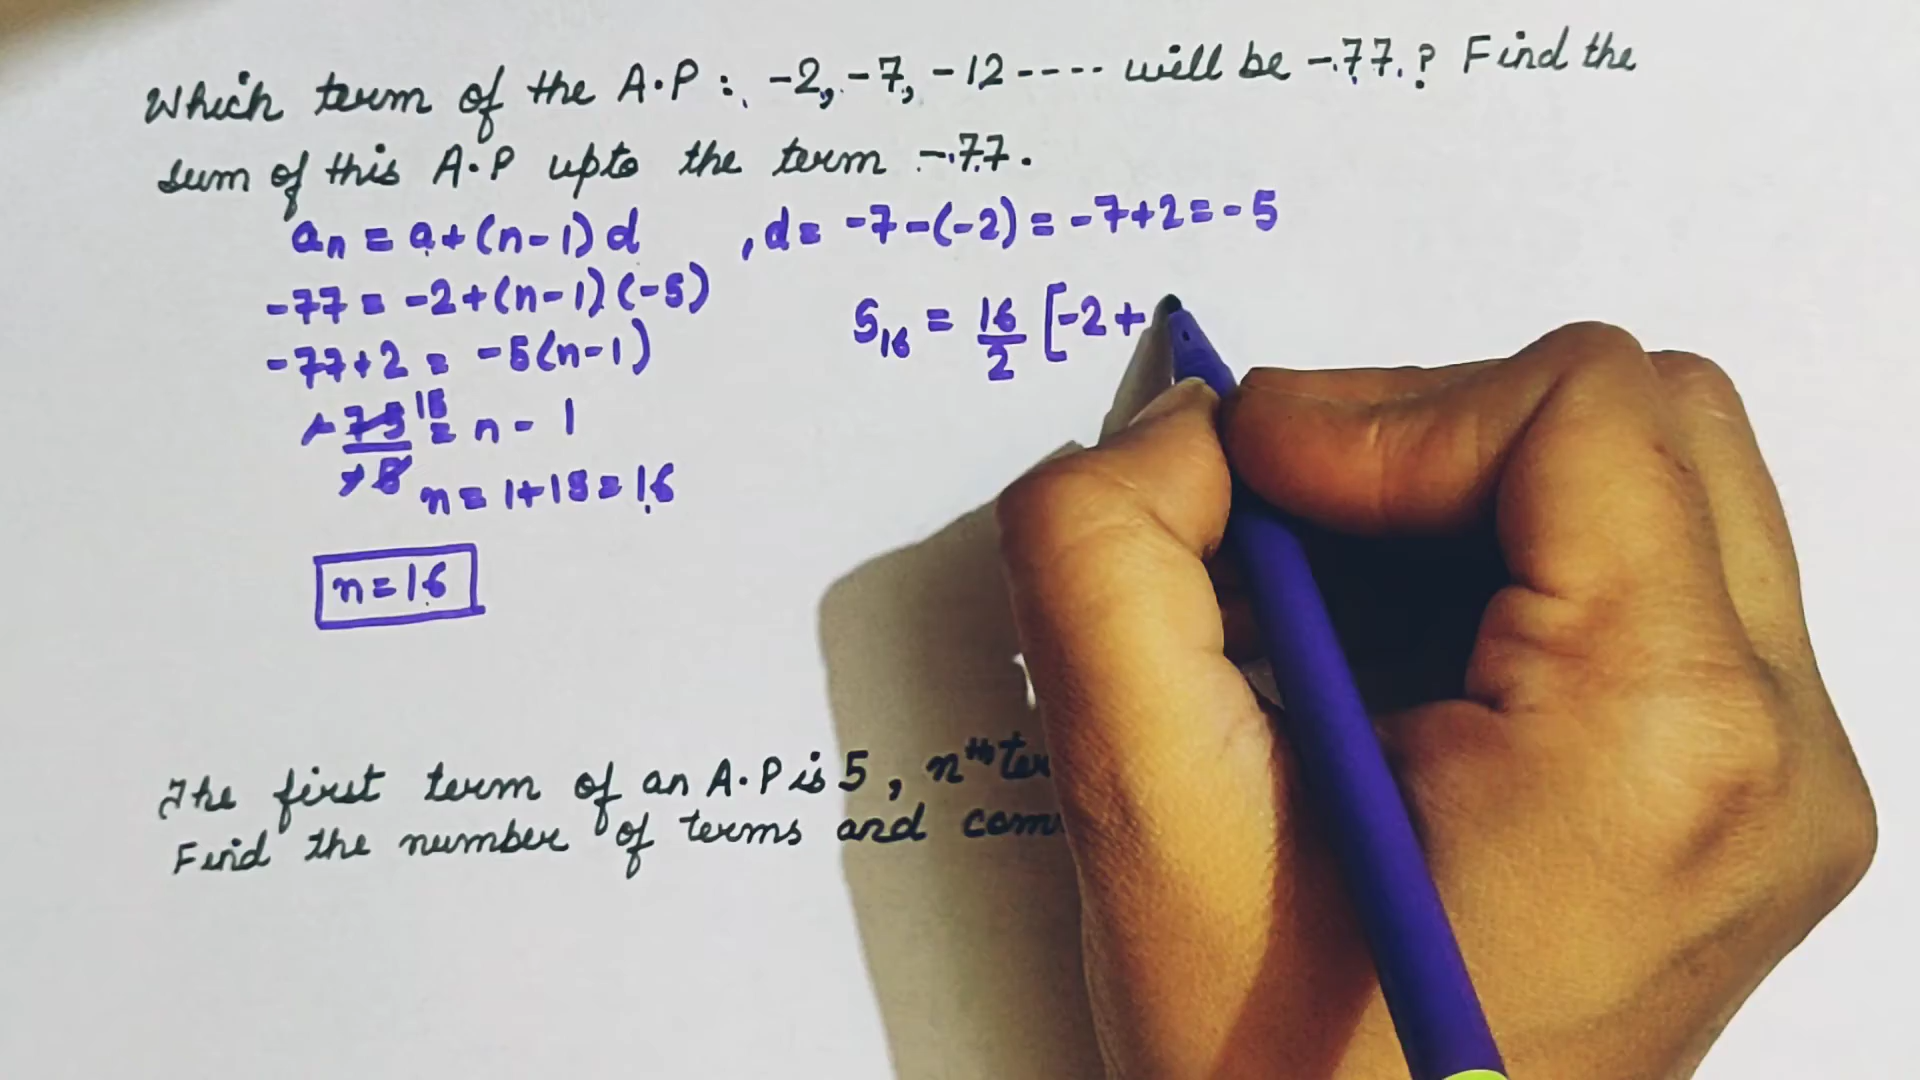 Which term of the A.P : -2, -7, -12 ---- will be -77.? Find the
sum of this A.P upto the term -77.
an = a+(n-1)d , d= -7-(-2) = -7+2=-5
-77 = -2+(n-1)(-5)
-77+2 = -5(n-1)
-75/-5 15 = n-1
n = 1+15=16
n=16
S16 = 16/2 [-2+
The first term of an A.P is 5, nth
Find the number of terms and